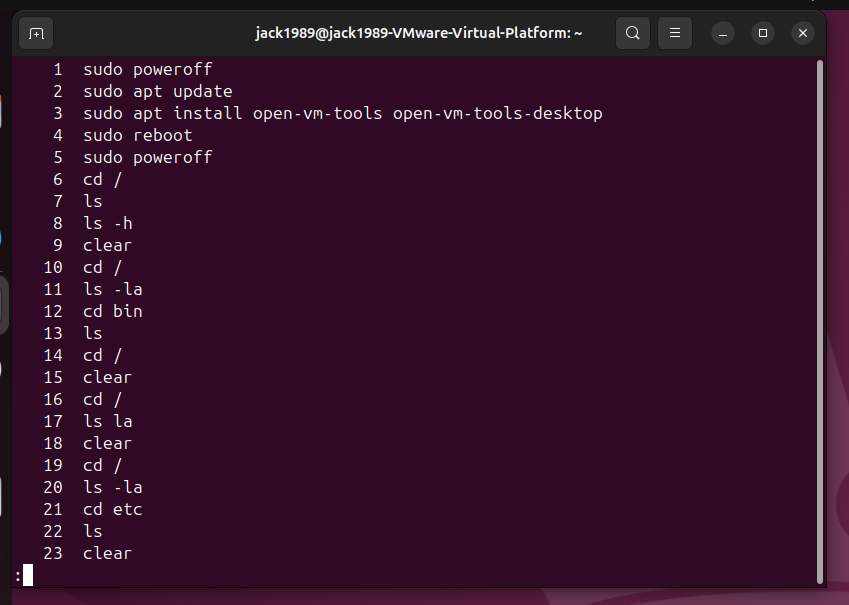 jack1989@jack1989-VMware-Virtual-Platform: ~
1 sudo poweroff
2 sudo apt update
3 sudo apt install open-vm-tools open-vm-tools-desktop
4 sudo reboot
5 sudo poweroff
6 cd /
7 ls
8 ls -h
9 clear
10 cd /
11 ls -la
12 cd bin
13 ls
14 cd /
15 clear
16 cd /
17 ls la
18 clear
19 cd /
20 ls -la
21 cd etc
22 ls
23 clear
: